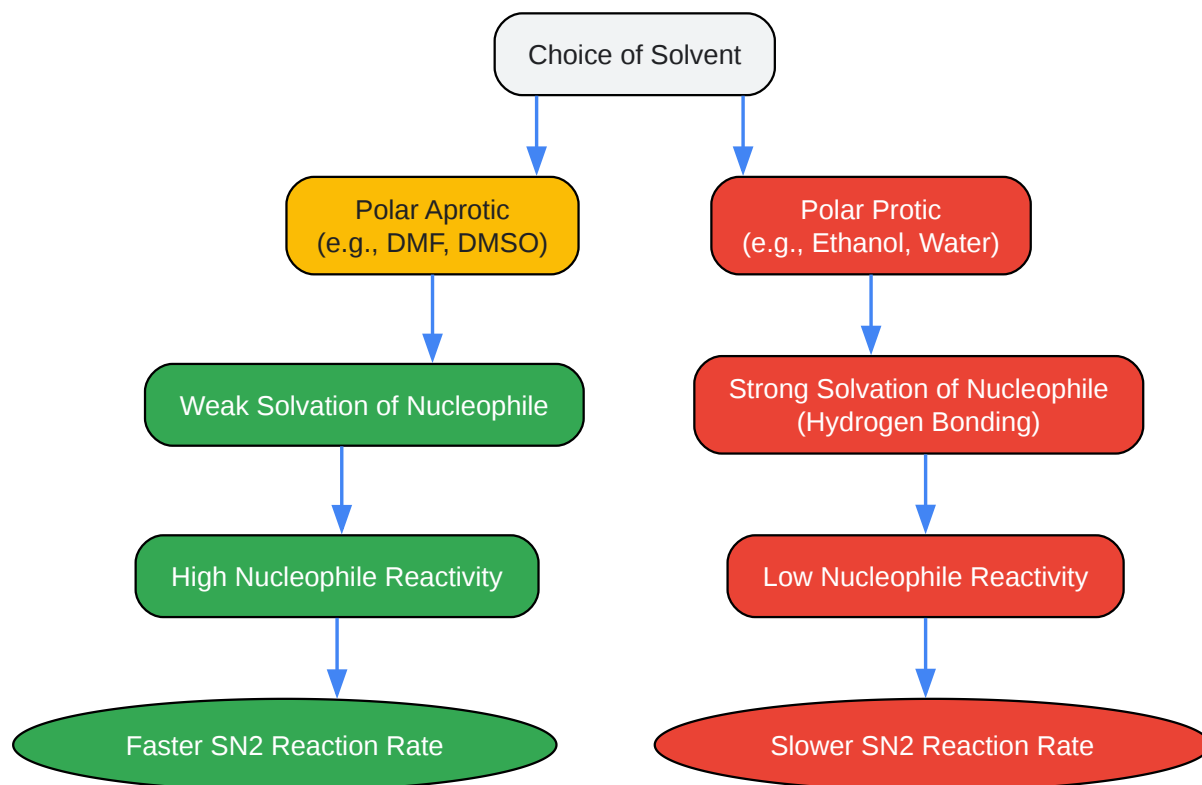 Choice of Solvent
Polar Aprotic
(e.g., DMF, DMSO)
Polar Protic
(e.g., Ethanol, Water)
Weak Solvation of Nucleophile
Strong Solvation of Nucleophile
(Hydrogen Bonding)
High Nucleophile Reactivity
Low Nucleophile Reactivity
Faster SN2 Reaction Rate
Slower SN2 Reaction Rate